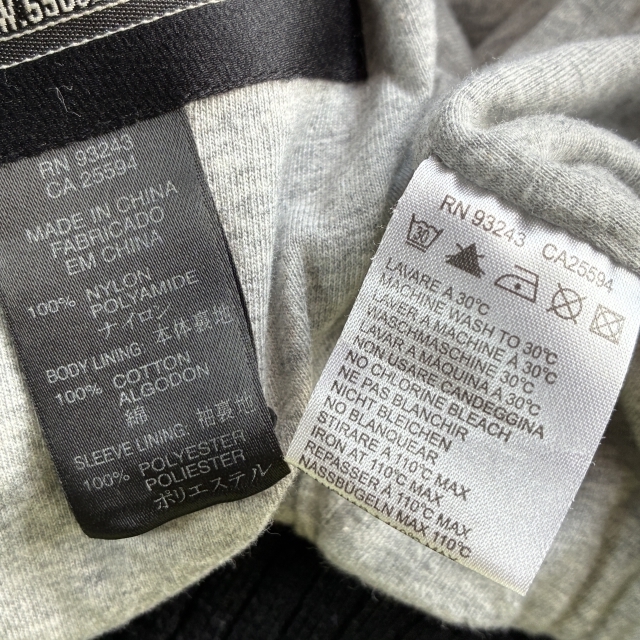 RN 93243
CA 25594
MADE IN CHINA
FABRICADO
EM CHINA
100% NYLON
POLYAMIDE
ナイロン 本体裏地
BODY LINING:
100% COTTON
ALGODON
綿
SLEEVE LINING: 袖裏地
100% POLYESTER
POLIESTER
ポリエステル
RN 93243 CA25594
30
LAVARE A 30°C
MACHINE WASH TO 30°C
LAVER A MACHINE A 30°C
WASCHMASCHINE 30°C
LAVAR A MAQUINA A 30°C
NON USARE CANDEGGINA
NO CHLORINE BLEACH
NE PAS BLANCHIR
NICHT BLEICHEN
NO BLANQUEAR
STIRARE A 110°C MAX
PRON AT 110°C MAX
REPASSER A 110°C MAX
NASSBÜGELN MAX 110°C